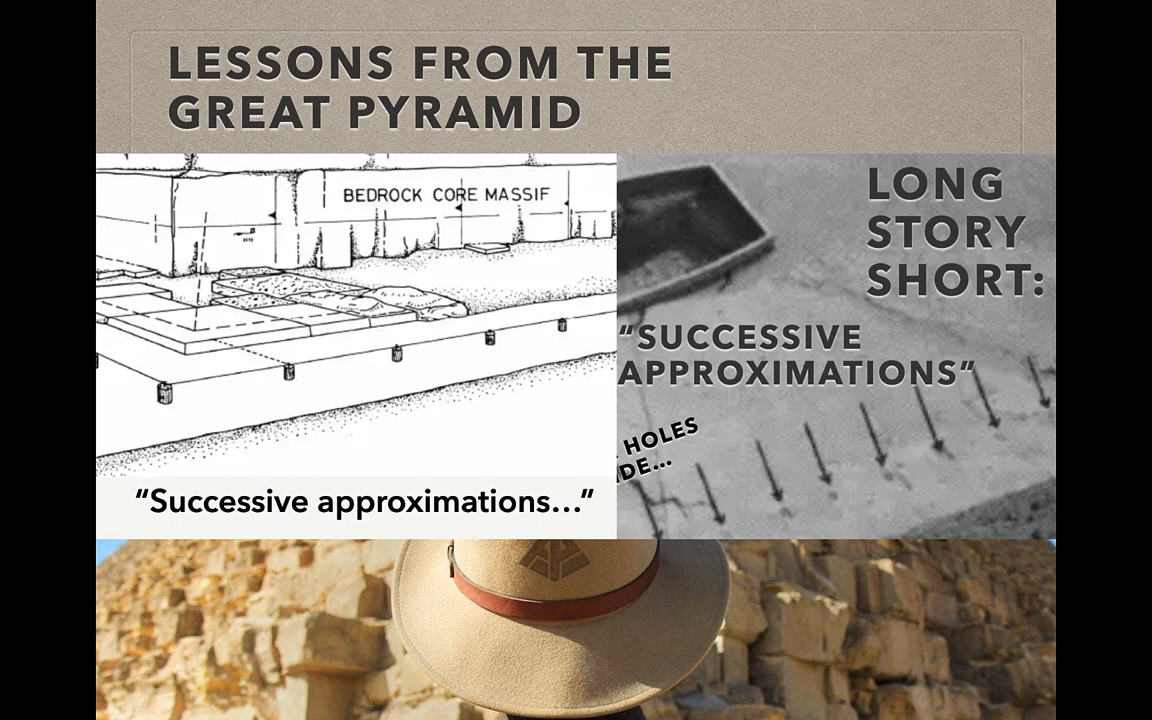 LESSONS FROM THE
GREAT PYRAMID
BEDROCK CORE MASSIF
“Successive approximations...”
LONG
STORY
SHORT:
“SUCCESSIVE
APPROXIMATIONS”
HOLES